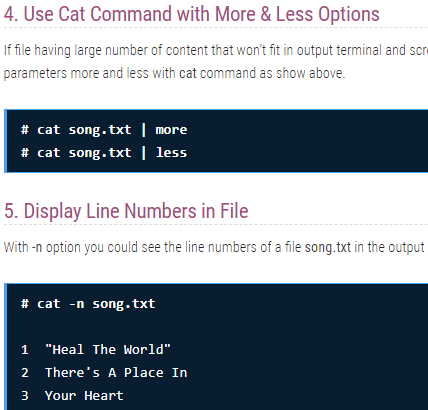 4. Use Cat Command with More & Less Options
If file having large number of content that won't fit in output terminal and
parameters more and less with cat command as show above.
# cat song.txt | more
# cat song.txt | less
5. Display Line Numbers in File
With -n option you could see the line numbers of a file song.txt in the output
# cat -n song.txt
1 "Heal The World"
2 There's A Place In
3 Your Heart